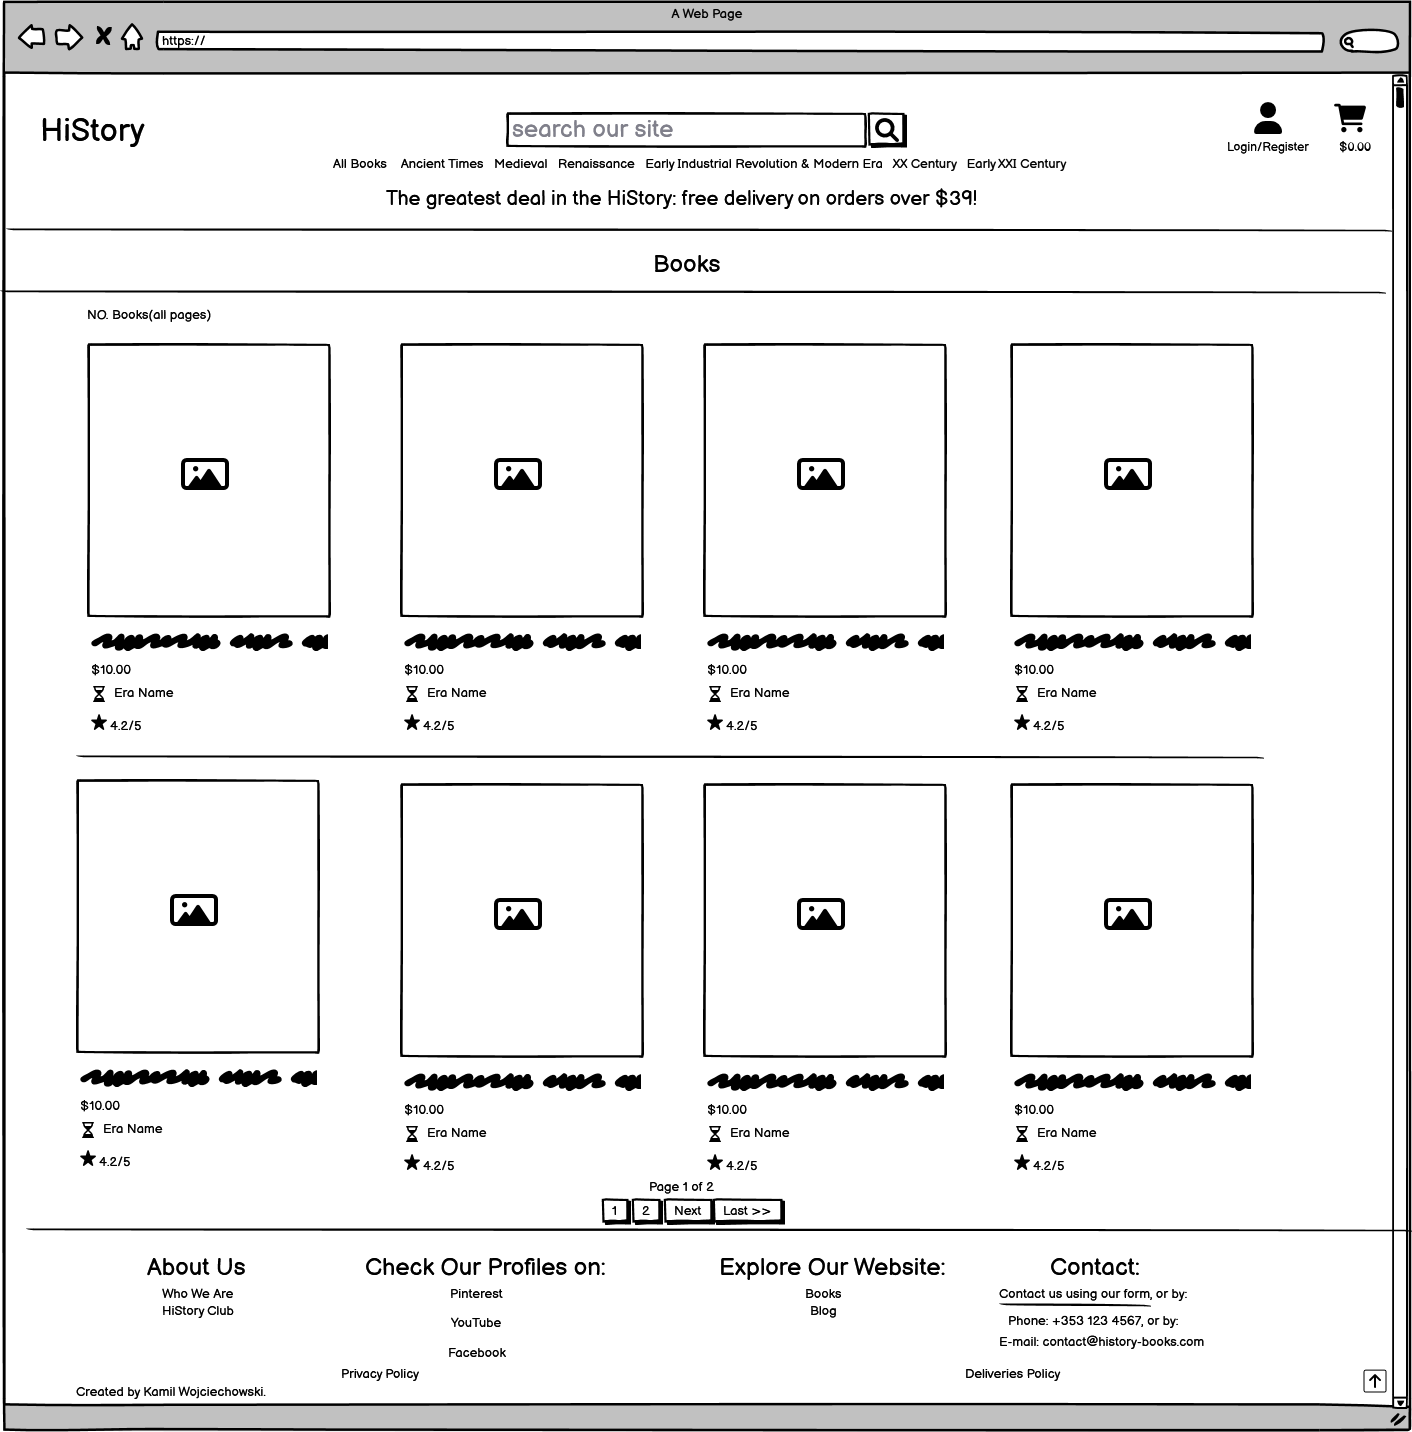 A Web Page
https://
HiStory
search our site
Login/Register
$0.00
All Books Ancient Times Medieval Renaissance Early Industrial Revolution & Modern Era XX Century Early XXI Century
The greatest deal in the HiStory: free delivery on orders over $39!
Books
NO. Books(all pages)
$10.00 $10.00 $10.00 $10.00
Era Name Era Name Era Name Era Name
4.2/5 4.2/5 4.2/5 4.2/5
$10.00 $10.00 $10.00 $10.00
Era Name Era Name Era Name Era Name
4.2/5 4.2/5 4.2/5 4.2/5
Page 1 of 2
1 2 Next Last >>
About Us
Who We Are
HiStory Club
Check Our Profiles on:
Pinterest
YouTube
Facebook
Explore Our Website:
Books
Blog
Contact:
Contact us using our form, or by:
Phone: +353 123 4567, or by:
E-mail: contact@history-books.com
Privacy Policy
Deliveries Policy
Created by Kamil Wojciechowski.